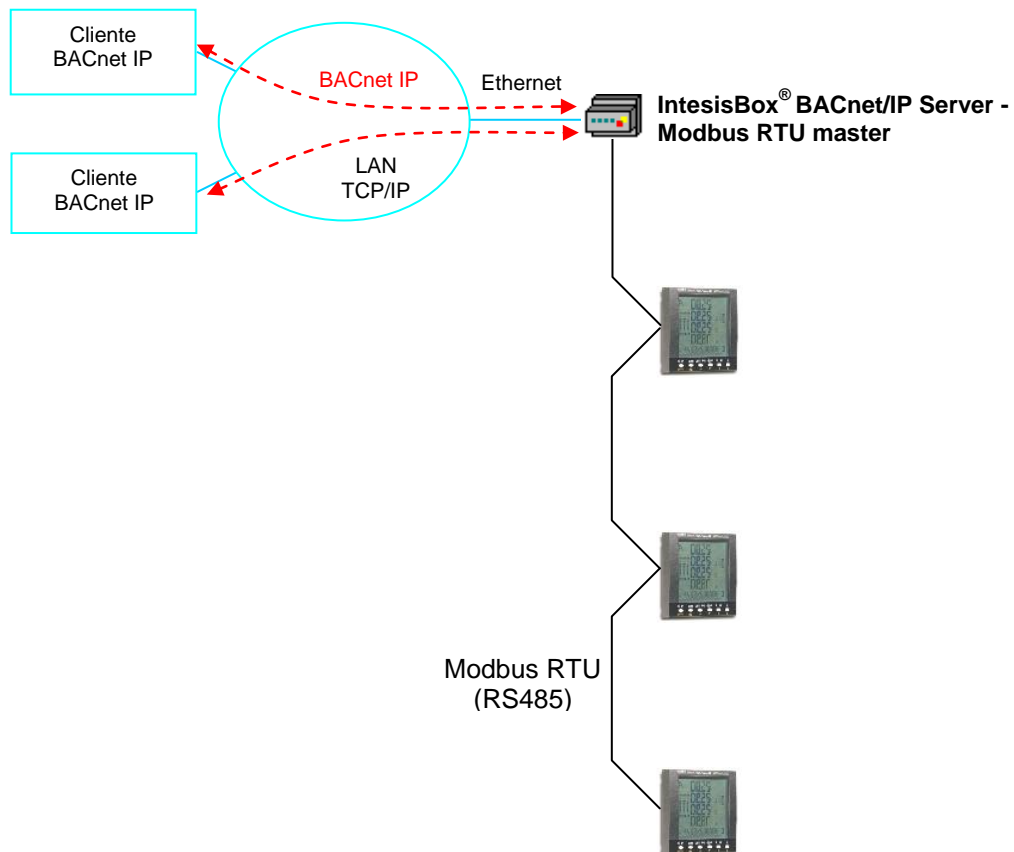 Cliente
BACnet IP
BACnet IP
Ethernet
IntesisBox® BACnet/IP Server -
Modbus RTU master
LAN
TCP/IP
Cliente
BACnet IP
Modbus RTU
(RS485)